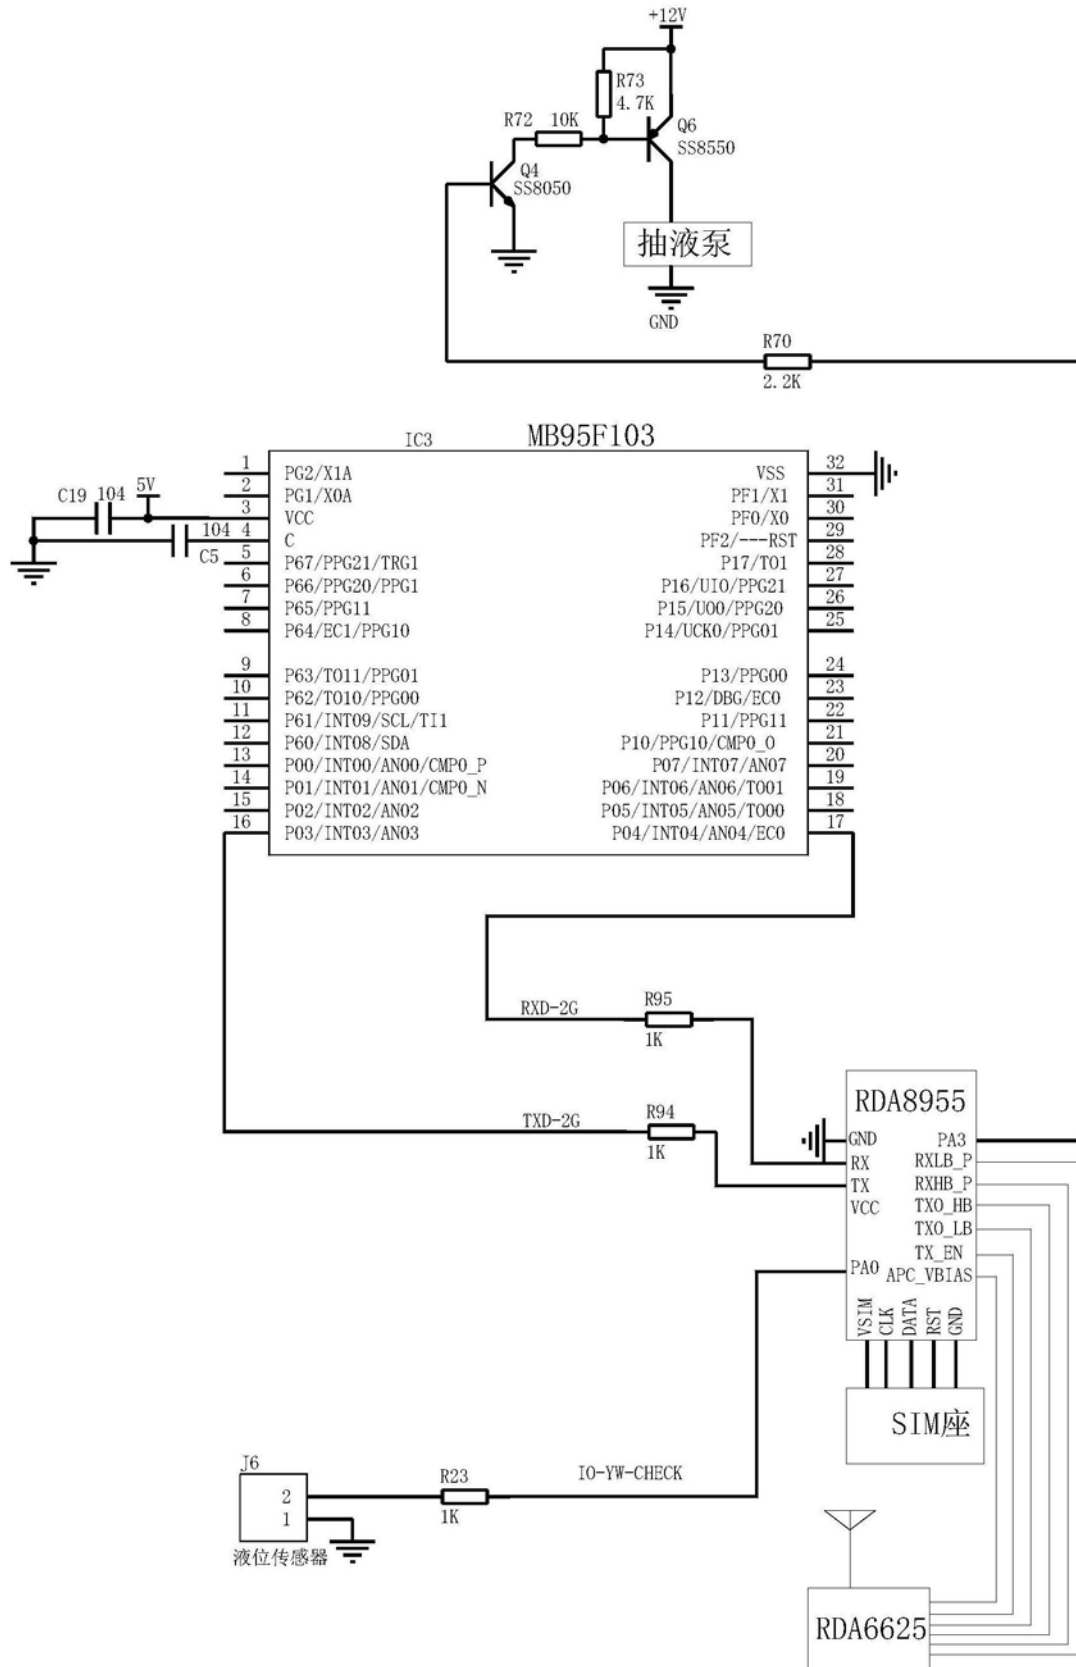 +12V
R73
4.7K
R72 10K
Q6
SS8550
Q4
SS8050
抽液泵
GND
R70
2.2K
IC3 MB95F103
1 PG2/X1A VSS 32
2 PG1/X0A PF1/X1 31
C19 104 5V 3 VCC PF0/X0 30
104 4 C PF2/---RST 29
C5 5 P67/PPG21/TRG1 P17/TO1 28
6 P66/PPG20/PPG1 P16/UI0/PPG21 27
7 P65/PPG11 P15/UO0/PPG20 26
8 P64/EC1/PPG10 P14/UCK0/PPG01 25
9 P63/TO11/PPG01 P13/PPG00 24
10 P62/TO10/PPG00 P12/DBG/EC0 23
11 P61/INT09/SCL/TI1 P11/PPG11 22
12 P60/INT08/SDA P10/PPG10/CMP0_O 21
13 P00/INT00/AN00/CMP0_P P07/INT07/AN07 20
14 P01/INT01/AN01/CMP0_N P06/INT06/AN06/TO01 19
15 P02/INT02/AN02 P05/INT05/AN05/TO00 18
16 P03/INT03/AN03 P04/INT04/AN04/EC0 17
RXD-2G R95
1K
TXD-2G R94
1K
RDA8955
GND PA3
RX RXLB_P
TX RXHB_P
VCC TXO_HB
TXO_LB
TX_EN
PA0 APC_VBIAS
VSIM CLK DATA RST GND
SIM座
J6
2
1
R23
1K
IO-YW-CHECK
液位传感器
RDA6625